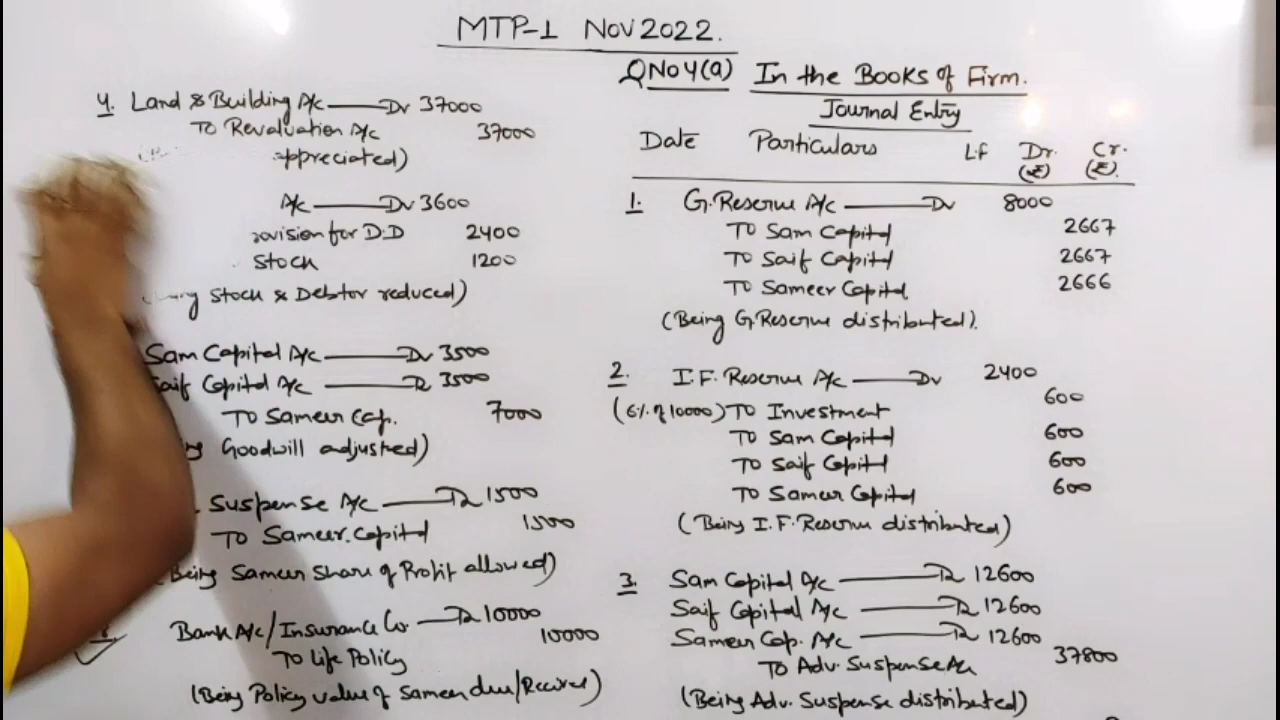 MTP-1 NOV 2022.
QNO4(a) In the Books of Firm.
Journal Entry
Date Particulars L.f Dr. Cr.
(₹) (₹)
1. G. Reserve A/c Dr 8000
To Sam Capital 2667
To Saif Capital 2667
To Sameer Capital 2666
(Being G. Reserve distributed).
2. I.F. Reserve A/c Dr 2400
(6% of 10000) To Investment 600
To Sam Capital 600
To Saif Capital 600
To Sameer Capital 600
(Being I.F. Reserve distributed)
3. Sam Capital A/c Dr 12600
Saif Capital A/c Dr 12600
Sameer Cap. A/c Dr 12600
To Adv. Suspense A/c 37800
(Being Adv. Suspense distributed)
4. Land & Building A/c Dr 37000
To Revaluation A/c 37000
appreciated)
A/c Dr 3600
for D.D 2400
Stock 1200
Stock & Debtor reduced)
Sam Capital A/c Dr 3500
Saif Capital A/c Dr 3500
To Sameer Cap. 7000
Goodwill adjusted)
Suspense A/c Dr 1500
To Sameer Capital 1500
(Being Sameer Share of Profit allowed)
Bank A/c/Insurance Co Dr 10000
To Life Policy 10000
(Being Policy value of Sameer due/Received)